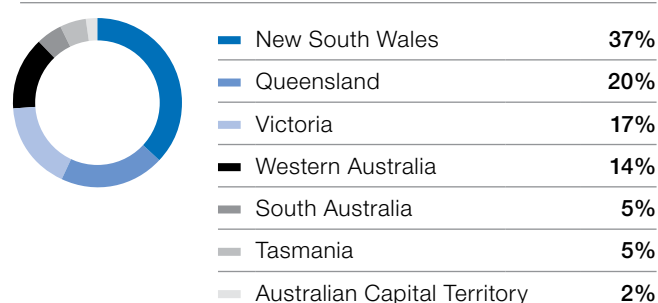 New South Wales 37%
Queensland 20%
Victoria 17%
Western Australia 14%
South Australia 5%
Tasmania 5%
Australian Capital Territory 2%